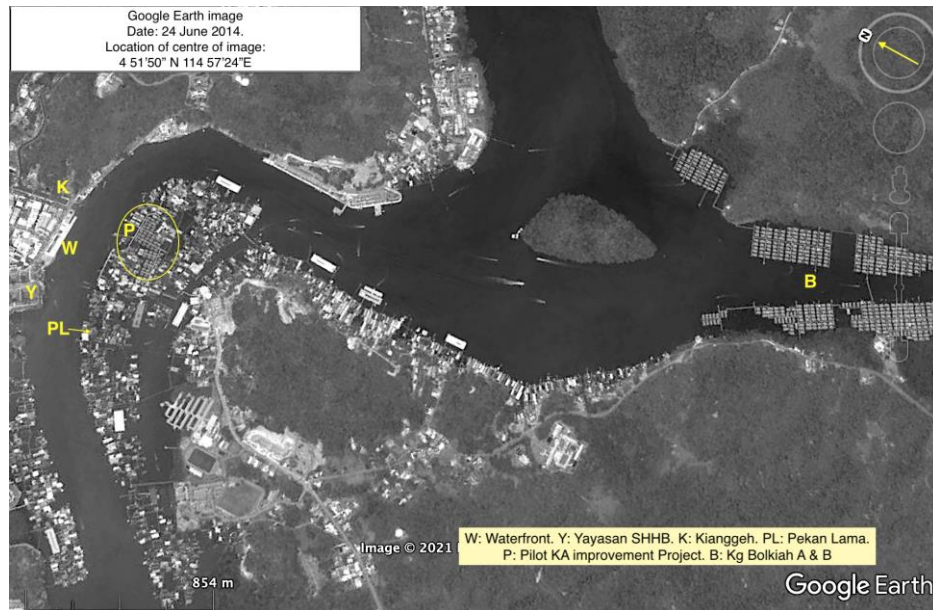 Google Earth image
Date: 24 June 2014.
Location of centre of image:
4 51'50" N 114 57'24"E
N
K
P
W
B
Y
PL
W: Waterfront. Y: Yayasan SHHB. K: Kianggeh. PL: Pekan Lama.
P: Pilot KA improvement Project. B: Kg Bolkiah A & B
Image © 2021
854 m
Google Earth